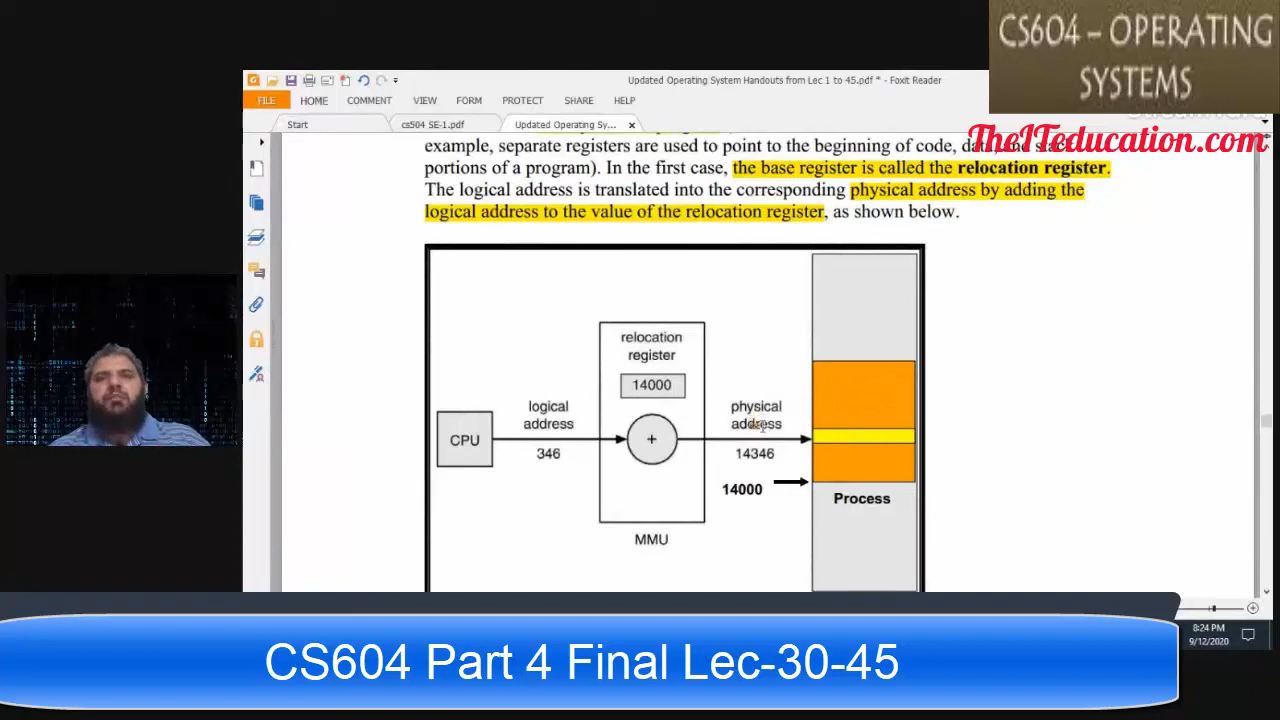 CS604 – OPERATING
SYSTEMS
TheITeducation.com
Updated Operating System Handouts from Lec 1 to 45.pdf * - Foxit Reader
FILE HOME COMMENT VIEW FORM PROTECT SHARE HELP
Start cs504 SE-1.pdf Updated Operating Sy... ×
example, separate registers are used to point to the beginning of code, data, and stack
portions of a program). In the first case, the base register is called the relocation register.
The logical address is translated into the corresponding physical address by adding the
logical address to the value of the relocation register, as shown below.
relocation
register
14000
logical
address
346
CPU
+
physical
address
14346
14000
Process
MMU
8:24 PM
9/12/2020
CS604 Part 4 Final Lec-30-45